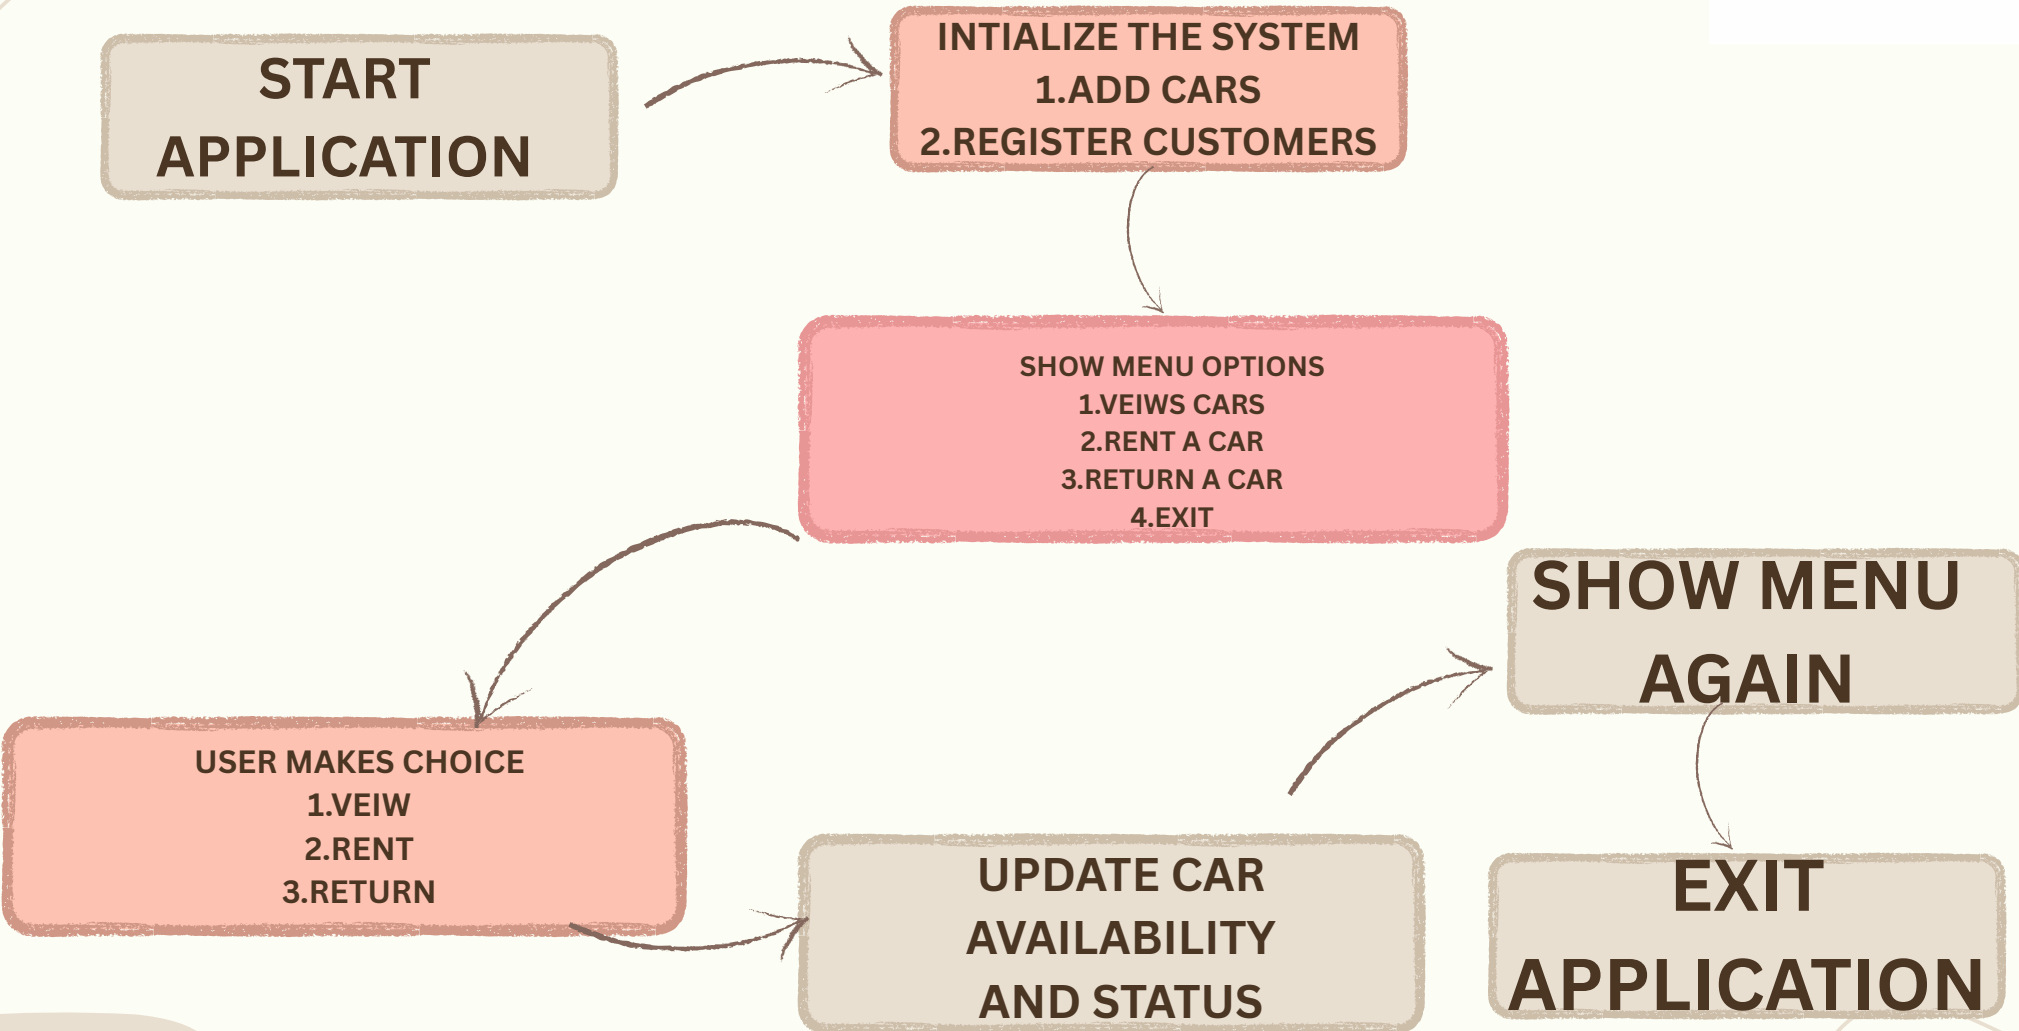 START
APPLICATION
INTIALIZE THE SYSTEM
1.ADD CARS
2.REGISTER CUSTOMERS
SHOW MENU OPTIONS
1.VEIWS CARS
2.RENT A CAR
3.RETURN A CAR
4.EXIT
USER MAKES CHOICE
1.VEIW
2.RENT
3.RETURN
UPDATE CAR
AVAILABILITY
AND STATUS
SHOW MENU
AGAIN
EXIT
APPLICATION